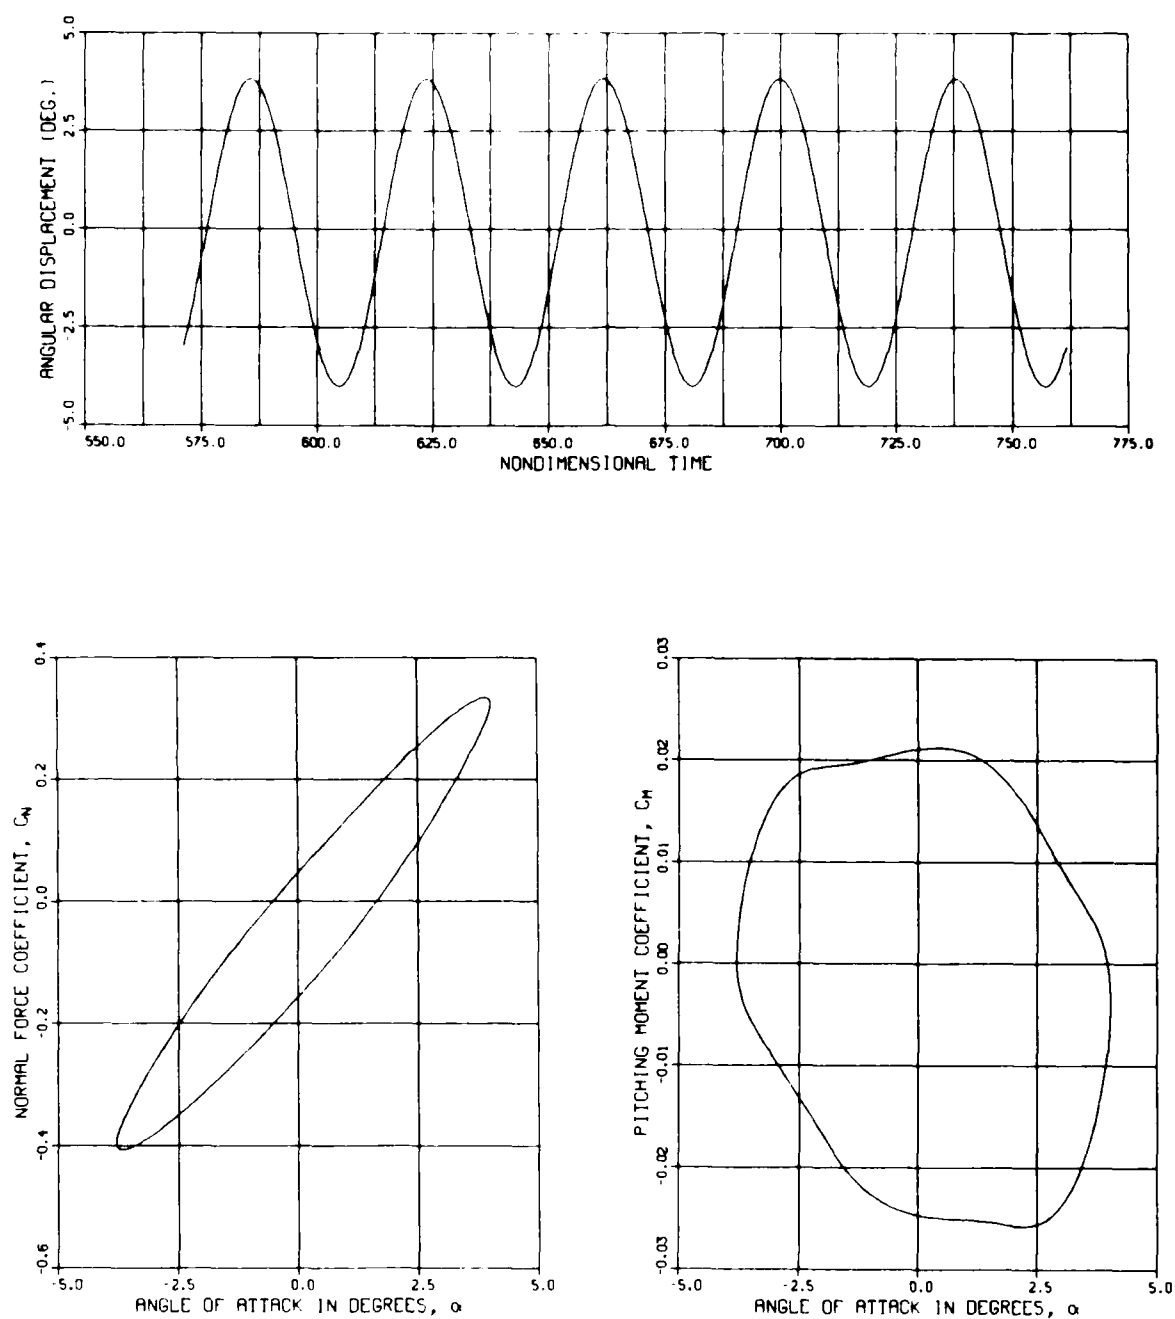 5.0
2.5
0.0
-2.5
-5.0
ANGULAR DISPLACEMENT (DEG.)
550.0 575.0 600.0 625.0 650.0 675.0 700.0 725.0 750.0 775.0
NONDIMENSIONAL TIME
0.4
0.2
0.0
-0.2
-0.4
-0.6
NORMAL FORCE COEFFICIENT, CN
-5.0 -2.5 0.0 2.5 5.0
ANGLE OF ATTACK IN DEGREES, α
0.03
0.02
0.01
0.00
-0.01
-0.02
-0.03
PITCHING MOMENT COEFFICIENT, CM
-5.0 -2.5 0.0 2.5 5.0
ANGLE OF ATTACK IN DEGREES, α